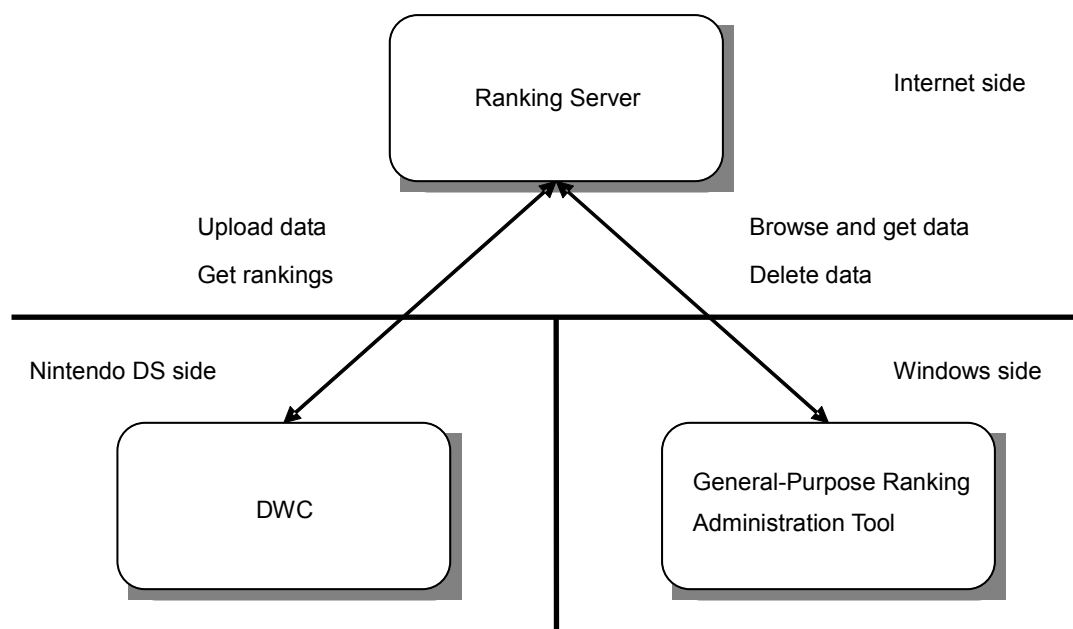 Ranking Server
Internet side
Upload data
Get rankings
Browse and get data
Delete data
Nintendo DS side
Windows side
DWC
General-Purpose Ranking
Administration Tool